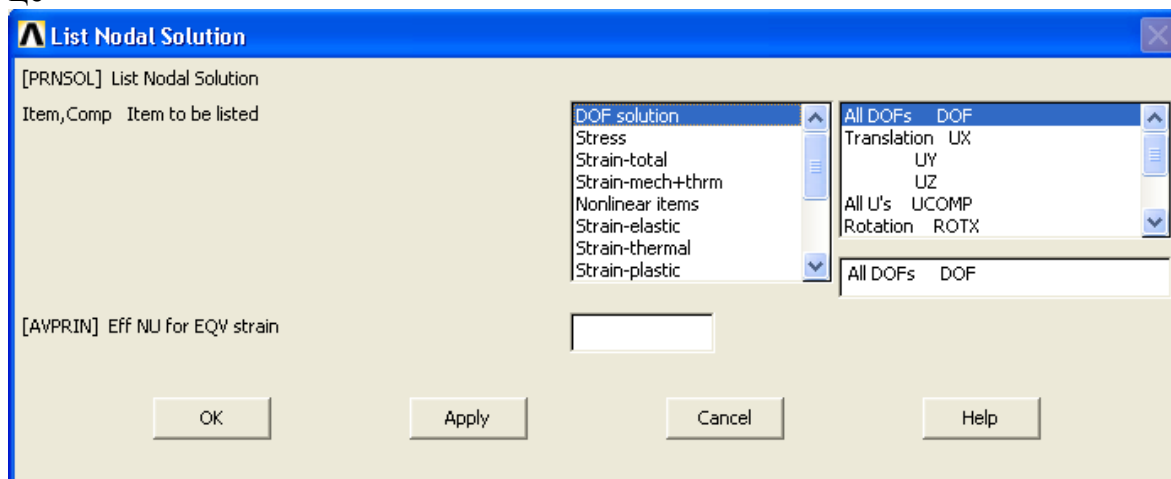 List Nodal Solution
[PRNSOL] List Nodal Solution
Item,Comp Item to be listed
DOF solution
Stress
Strain-total
Strain-mech+thrm
Nonlinear items
Strain-elastic
Strain-thermal
Strain-plastic
All DOFs DOF
Translation UX
UY
UZ
All U's UCOMP
Rotation ROTX
All DOFs DOF
[AVPRIN] Eff NU for EQV strain
OK Apply Cancel Help